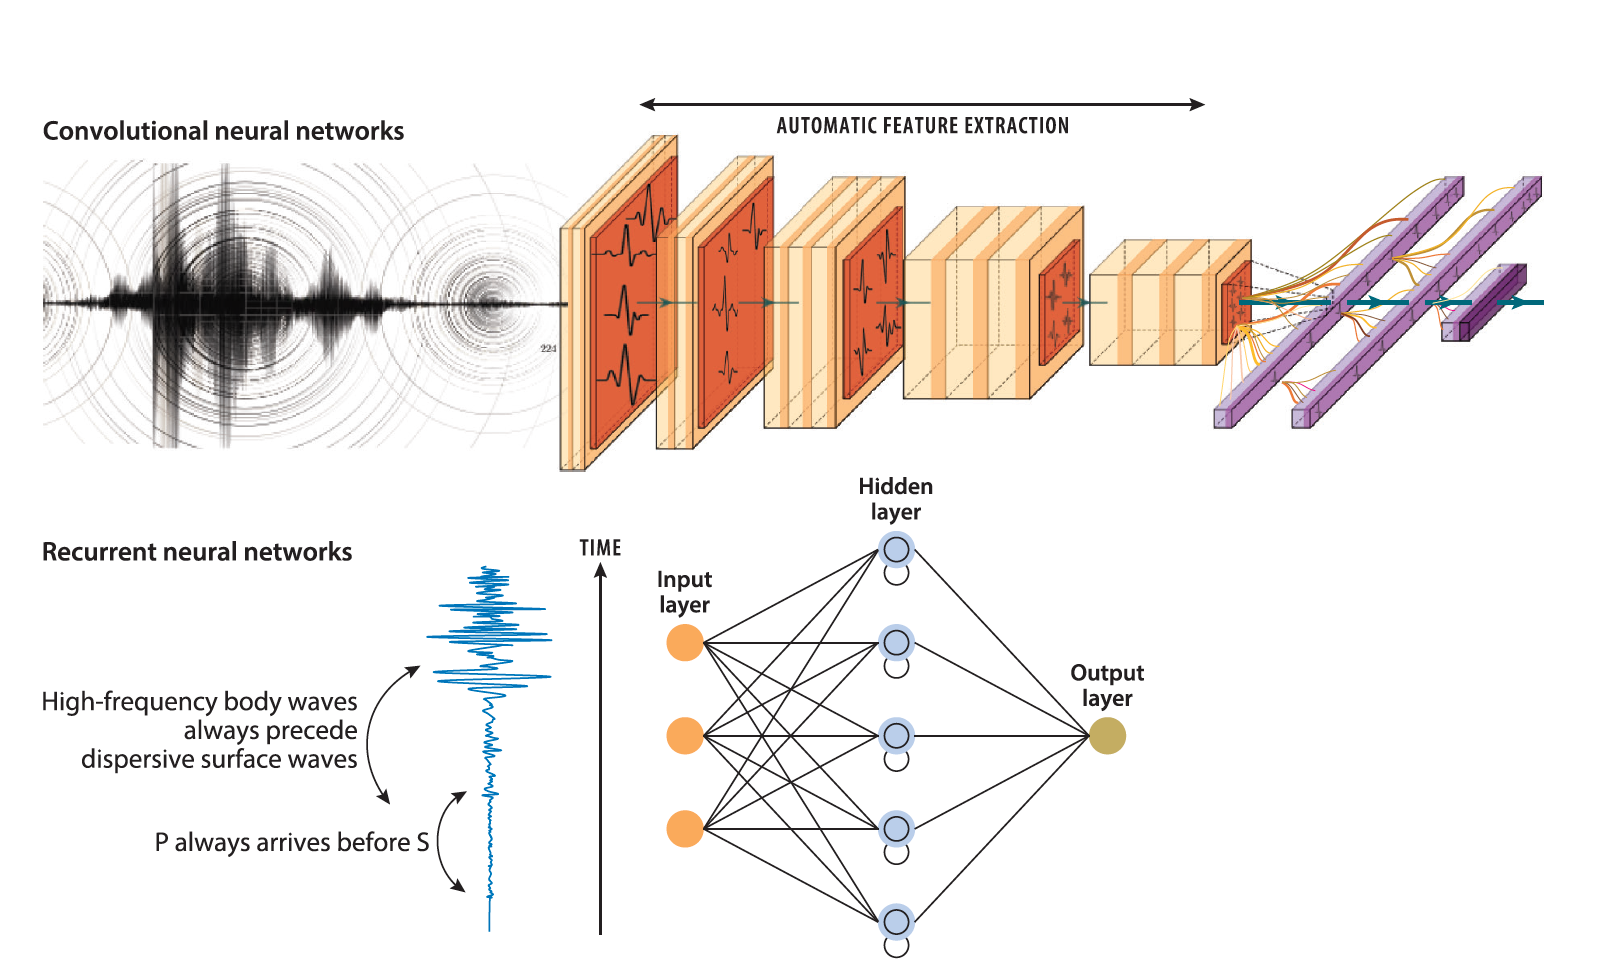 AUTOMATIC FEATURE EXTRACTION
Convolutional neural networks
224
Recurrent neural networks
High-frequency body waves
always precede
dispersive surface waves
P always arrives before S
TIME
Input
layer
Hidden
layer
Output
layer